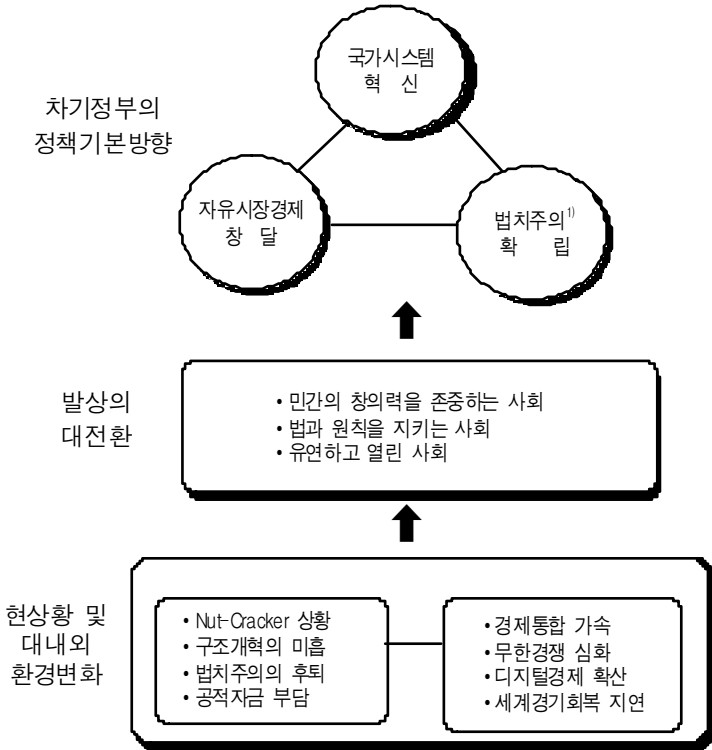 국가시스템
혁 신
차기정부의
정책기본방향
자유시장경제
창 달
법치주의1)
확 립
발상의
대전환
• 민간의 창의력을 존중하는 사회
• 법과 원칙을 지키는 사회
• 유연하고 열린 사회
현상황 및
대내외
환경변화
• Nut-Cracker 상황
• 구조개혁의 미흡
• 법치주의의 후퇴
• 공적자금 부담
• 경제통합 가속
• 무한경쟁 심화
• 디지털경제 확산
• 세계경기회복 지연